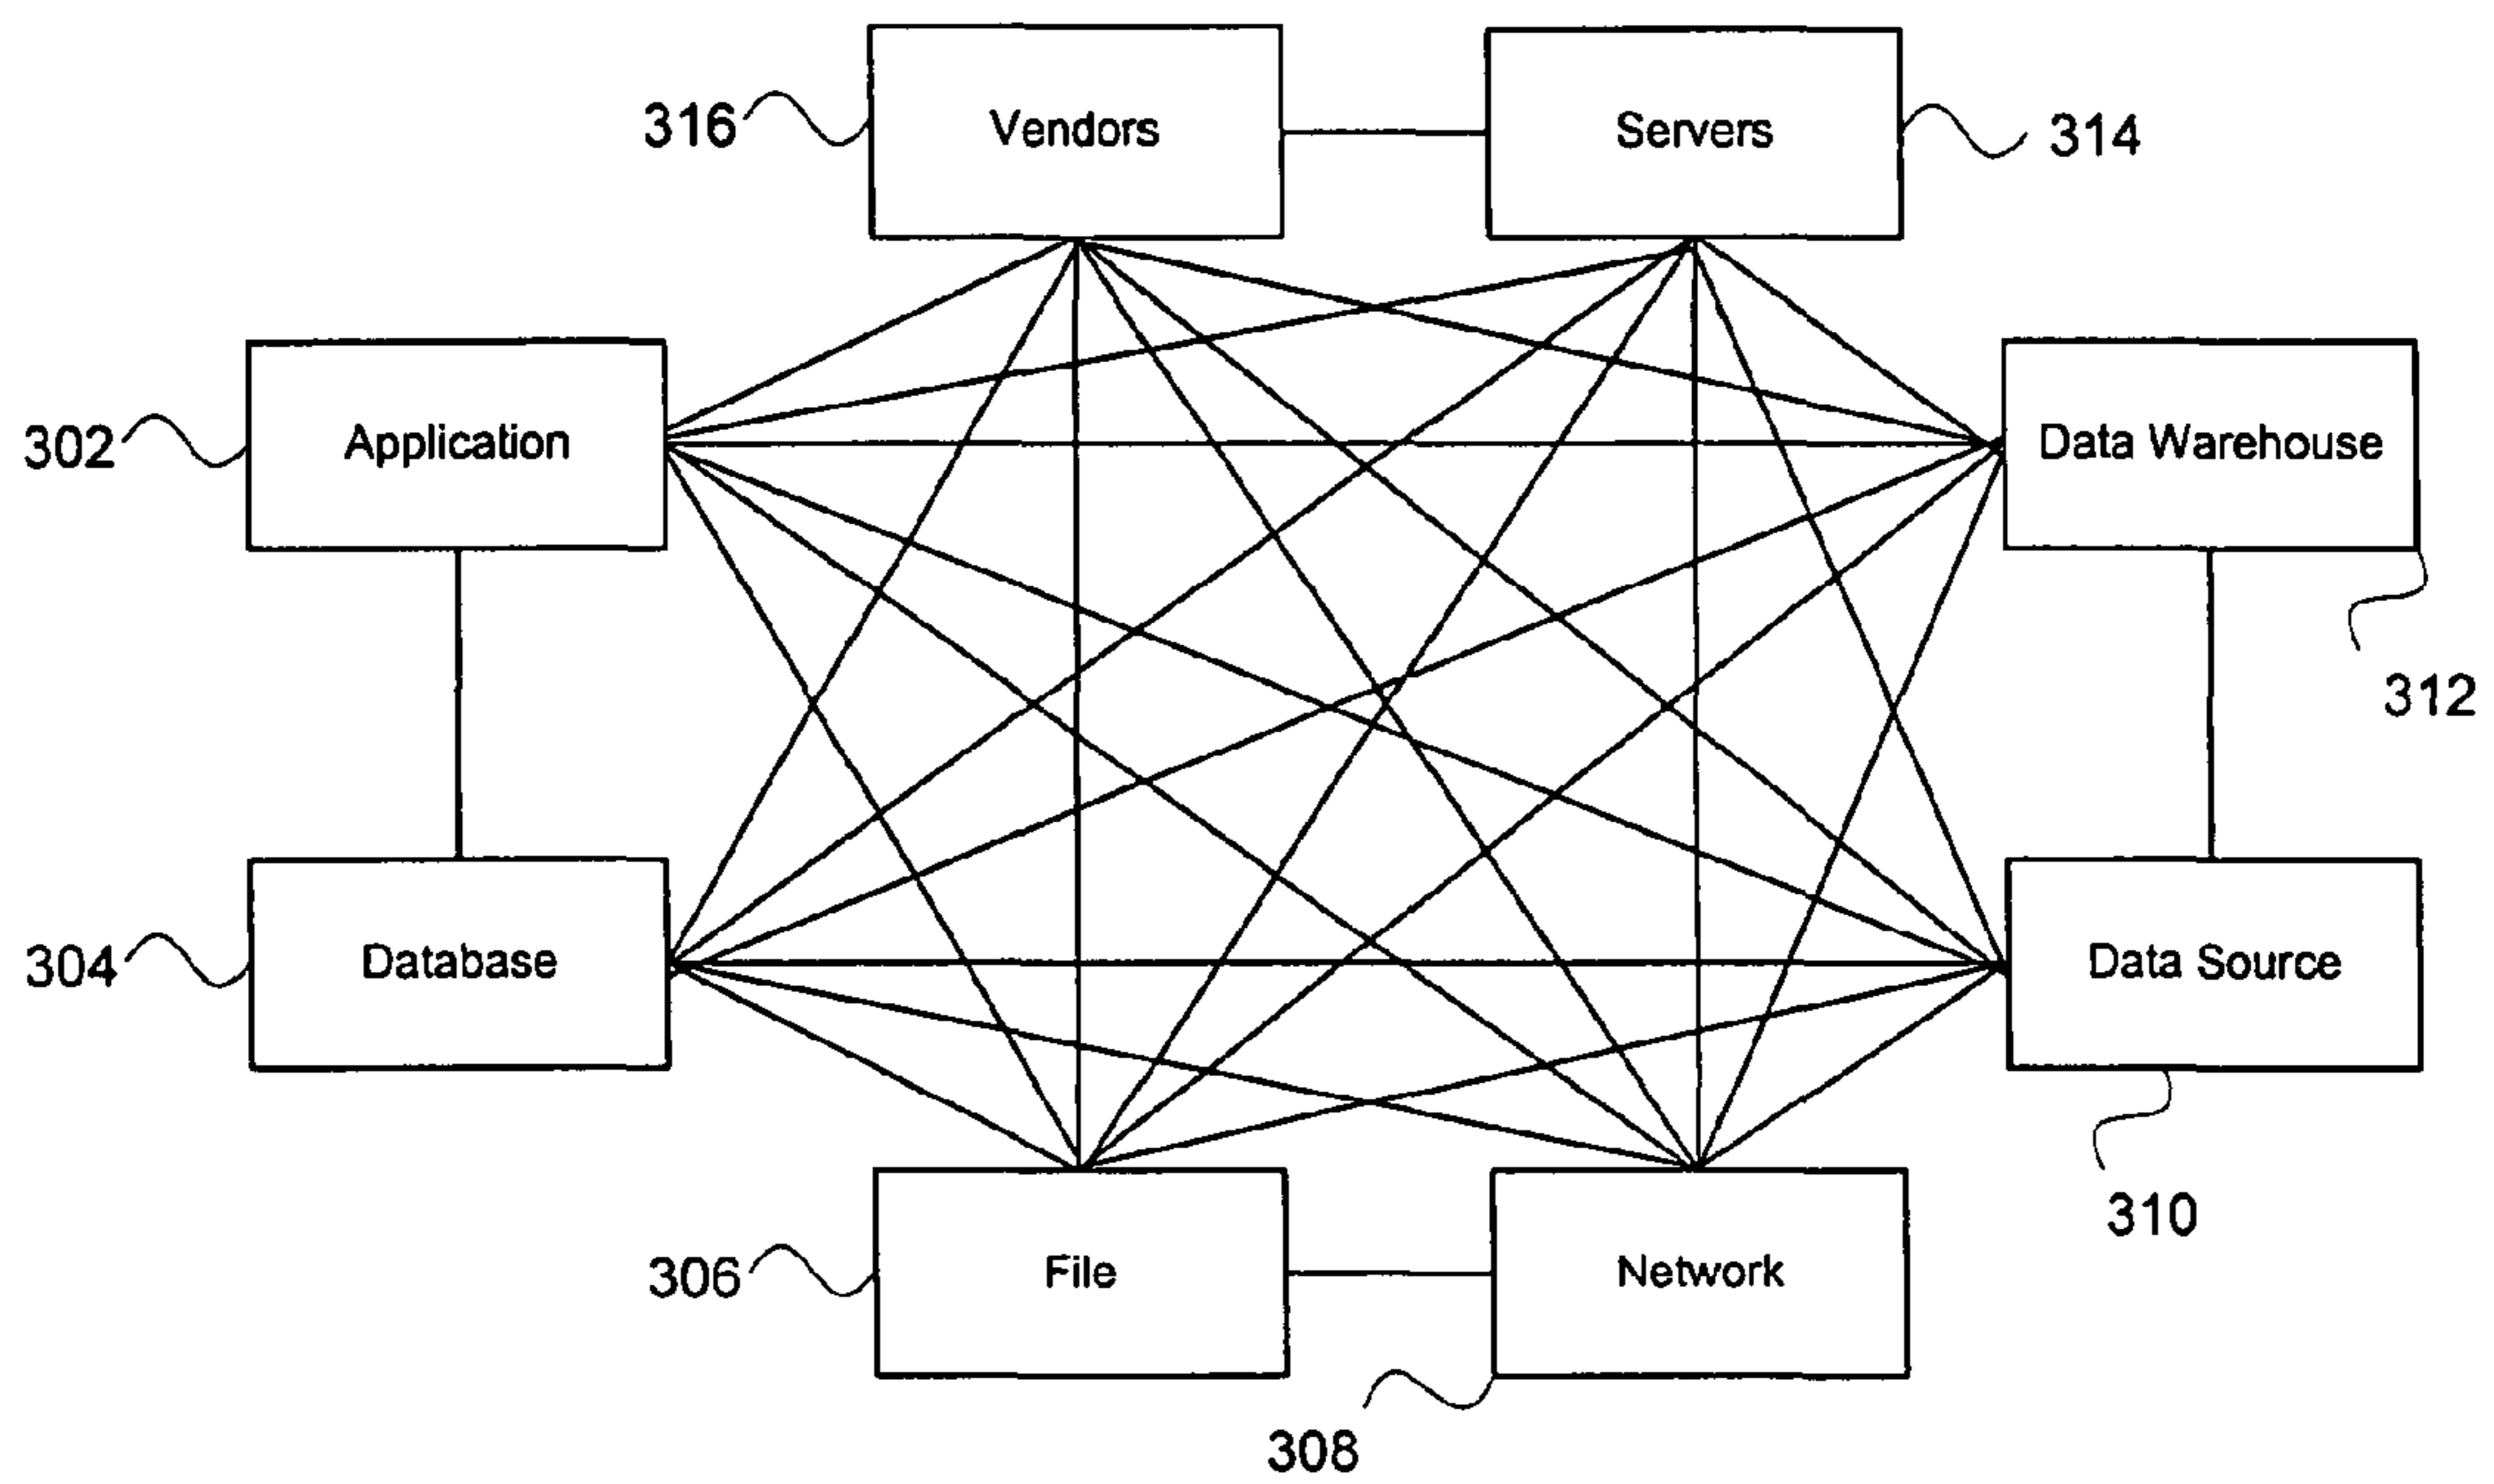 316
Vendors
Servers
314
302
Application
Data Warehouse
312
304
Database
Data Source
310
306
File
Network
308